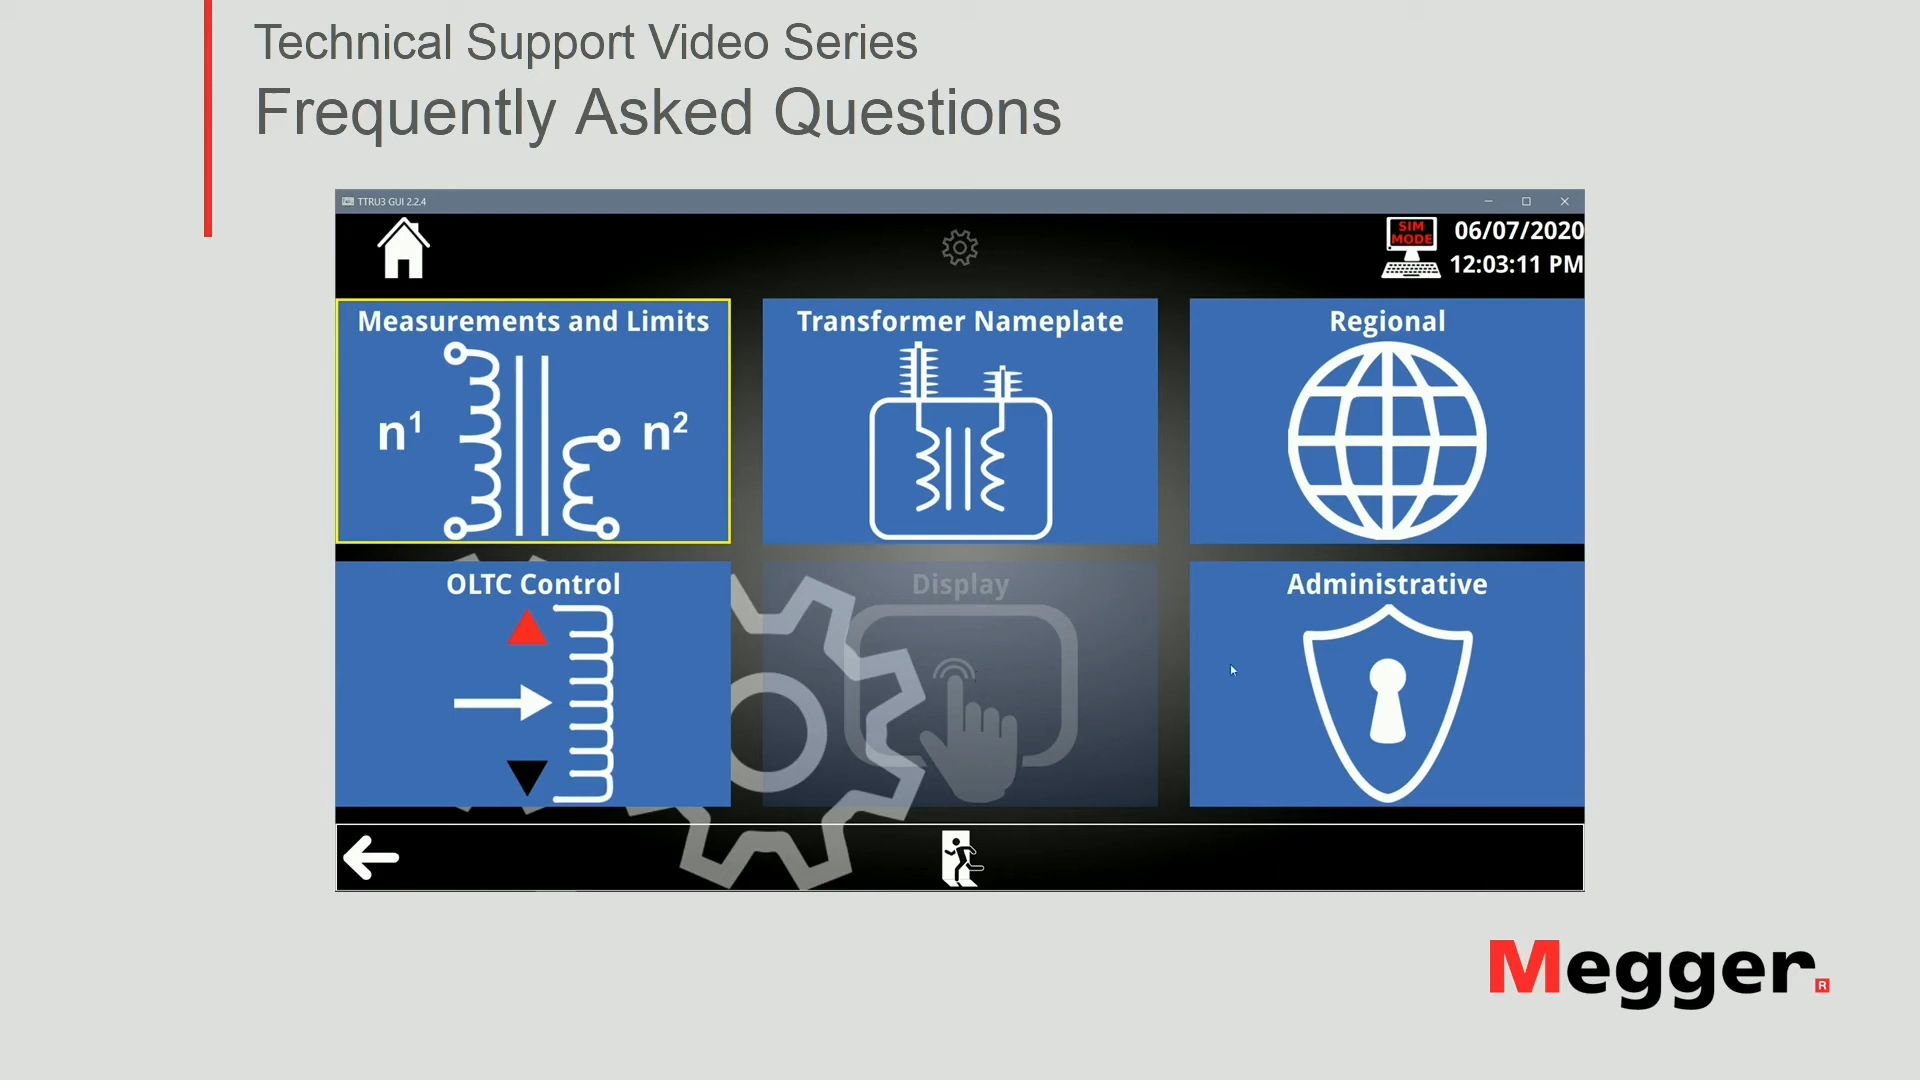 Technical Support Video Series
Frequently Asked Questions
TTRU3 GUI 2.2.4
SIM
MODE
06/07/2020
12:03:11 PM
Measurements and Limits
n¹
n²
Transformer Nameplate
Regional
OLTC Control
Display
Administrative
Megger®